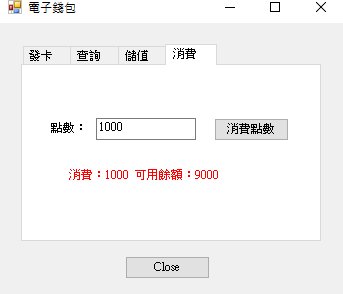 電子錢包
發卡 查詢 儲值 消費
點數： 1000 消費點數
消費：1000 可用餘額：9000
Close